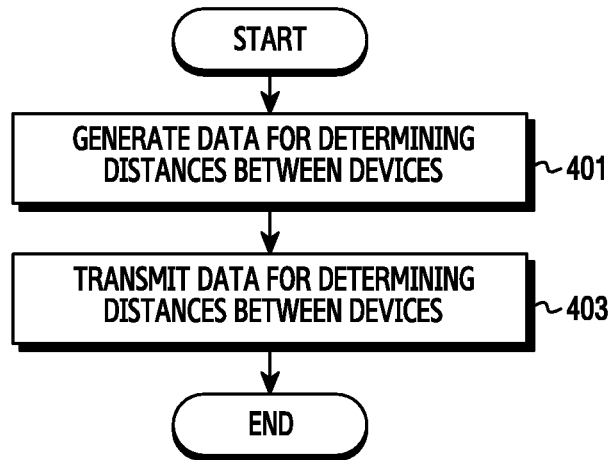 START
GENERATE DATA FOR DETERMINING
DISTANCES BETWEEN DEVICES
401
TRANSMIT DATA FOR DETERMINING
DISTANCES BETWEEN DEVICES
403
END